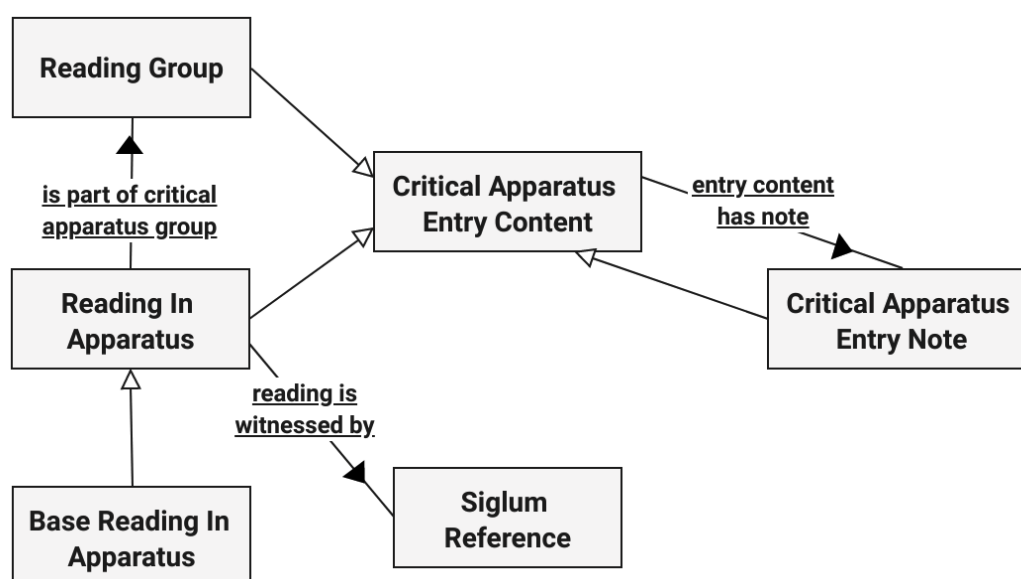 Reading Group
is part of critical
apparatus group
Critical Apparatus
Entry Content
entry content
has note
Reading In
Apparatus
Critical Apparatus
Entry Note
reading is
witnessed by
Base Reading In
Apparatus
Siglum
Reference